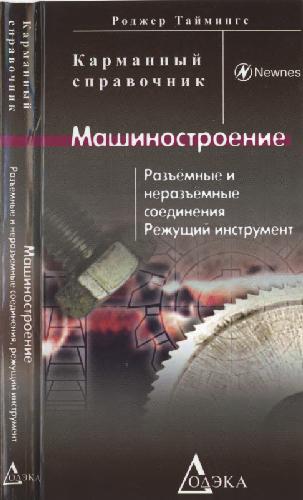 Карманный справочник
Машиностроение
Разъемные и неразъемные соединения, режущий инструмент
ДОДЭКА
Роджер Таймингс
Карманный
справочник
Newnes
Машиностроение
Разъемные и
неразъемные
соединения
Режущий инструмент
ДОДЭКА